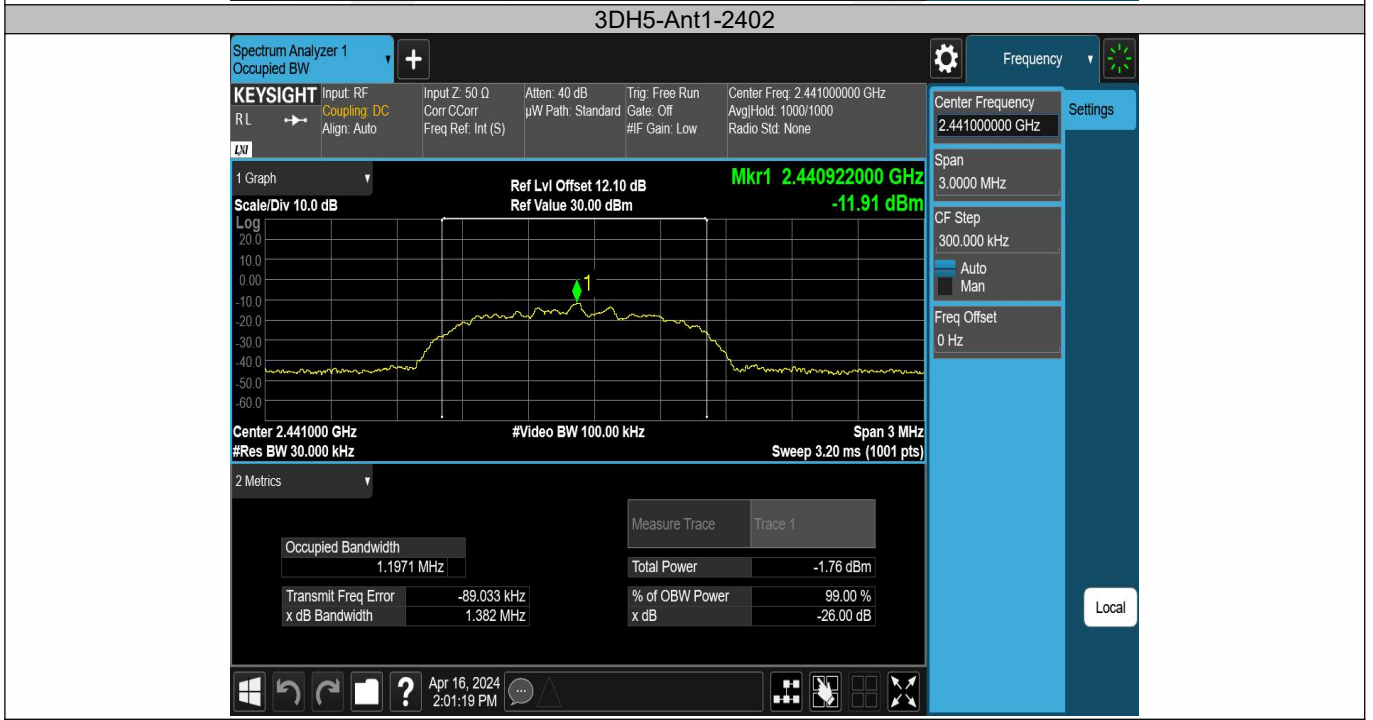 3DH5-Ant1-2402
Spectrum Analyzer 1
Occupied BW
+
Frequency
KEYSIGHT
RL
LXI
Input: RF
Coupling: DC
Align: Auto
Input Z: 50 Ω
Corr CCorr
Freq Ref: Int (S)
Atten: 40 dB
µW Path: Standard
Trig: Free Run
Gate: Off
#IF Gain: Low
Center Freq: 2.441000000 GHz
Avg|Hold: 1000/1000
Radio Std: None
Center Frequency
2.441000000 GHz
Settings
Span
3.0000 MHz
CF Step
300.000 kHz
Auto
Man
Freq Offset
0 Hz
Local
1 Graph
Scale/Div 10.0 dB
Ref Lvl Offset 12.10 dB
Ref Value 30.00 dBm
Mkr1 2.440922000 GHz
-11.91 dBm
Log
20.0
10.0
0.00
-10.0
-20.0
-30.0
-40.0
-50.0
-60.0
1
Center 2.441000 GHz
#Video BW 100.00 kHz
Span 3 MHz
#Res BW 30.000 kHz
Sweep 3.20 ms (1001 pts)
2 Metrics
Measure Trace Trace 1
Occupied Bandwidth
1.1971 MHz
Total Power -1.76 dBm
Transmit Freq Error -89.033 kHz
% of OBW Power 99.00 %
x dB Bandwidth 1.382 MHz
x dB -26.00 dB
?
Apr 16, 2024
2:01:19 PM